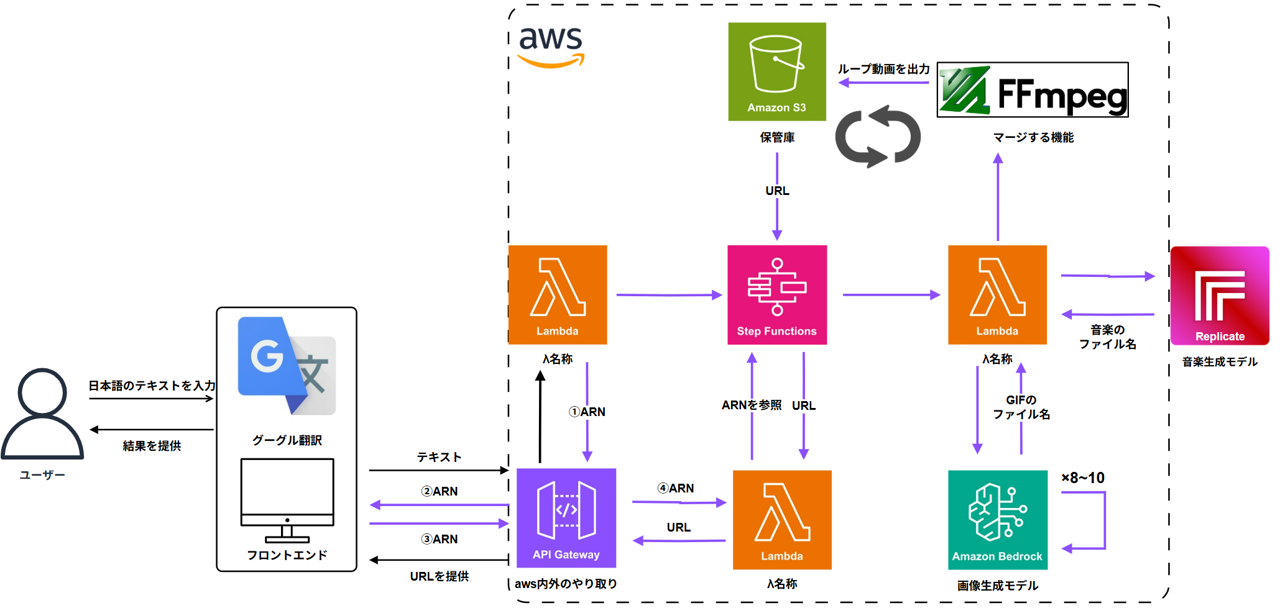 aws
Amazon S3
保管庫
ループ動画を出力
FFmpeg
マージする機能
URL
Lambda
λ名称
Step Functions
Lambda
λ名称
音楽の
ファイル名
Replicate
音楽生成モデル
①ARN
ARNを参照
URL
GIFの
ファイル名
日本語のテキストを入力
結果を提供
ユーザー
G
文
グーグル翻訳
フロントエンド
テキスト
②ARN
③ARN
URLを提供
API Gateway
aws内外のやり取り
④ARN
URL
Lambda
λ名称
Amazon Bedrock
画像生成モデル
×8~10